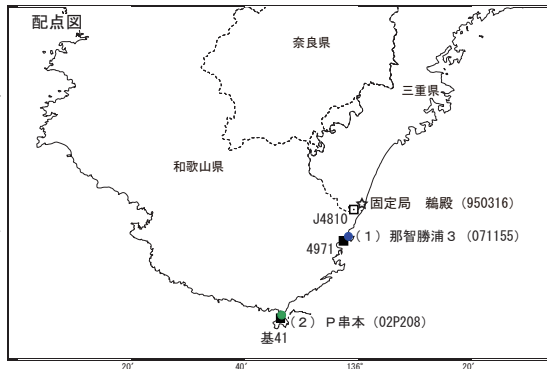 配点図
奈良県
三重県
和歌山県
固定局 鵜殿 (950316)
J4810
(1) 那智勝浦3 (071155)
4971
(2) P串本 (02P208)
基41
20′
40′
136°
20′